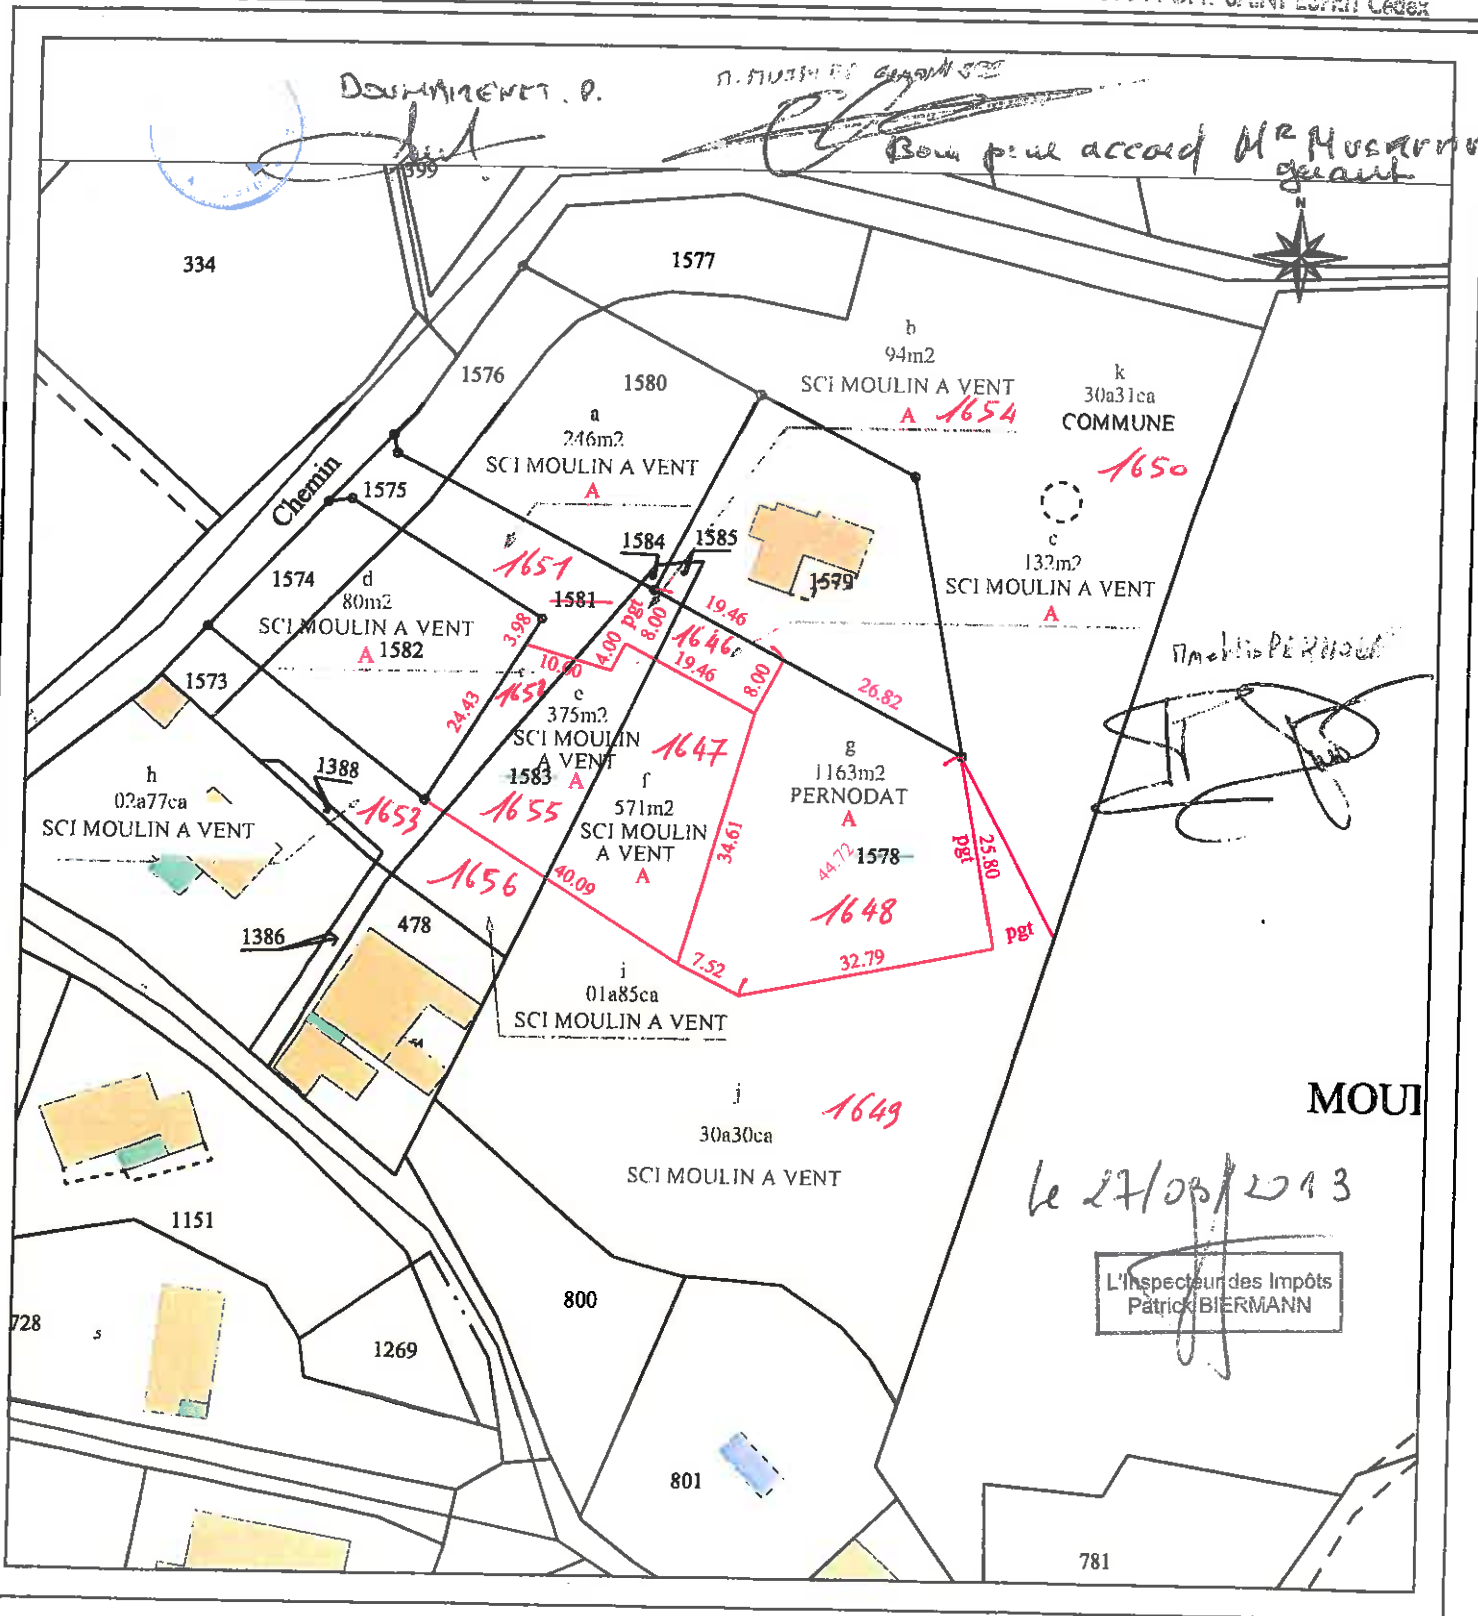 Cedex
DOUHAIRENET. P.
Bon pour accord Mr
gérant
399
N
334
1577
b
94m2
SCI MOULIN A VENT
A 1654
k
30a31ca
COMMUNE
1650
1576
1580
a
246m2
SCI MOULIN A VENT
A
Chemin
1575
1584
1585
c
132m2
SCI MOULIN A VENT
A
1579
1651
1574
d
80m2
SCI MOULIN A VENT
A 1582
1581
pgt
8.00
19.46
1646
3.98
10.00
4.00
19.46
8.00
26.82
1573
1652
24.43
e
375m2
SCI MOULIN
A VENT
1583 A
1655
1647
g
1163m2
PERNODAT
A
1578
44.72
1648
h
02a77ca
SCI MOULIN A VENT
1388
1653
f
571m2
SCI MOULIN
A VENT
A
34.61
pgt
25.80
1656
40.09
1386
478
7.52
32.79
pgt
i
01a85ca
SCI MOULIN A VENT
j
30a30ca
SCI MOULIN A VENT
1649
MOUI
le 27/03/2013
L'Inspecteur des Impôts
Patrick BIERMANN
1151
728
s
1269
800
801
781